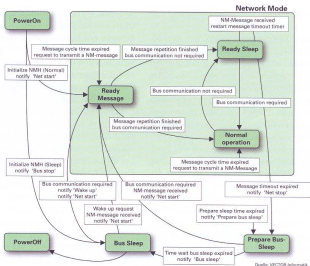 Network Mode
PowerOn
NM-Message received
restart message timeout timer
Message cycle time expired
request to transmit a NM-message
Message repetition finished
bus communication not required
Ready Sleep
Initialize NMH (Normal)
notify 'Net start'
Ready
Message
Bus communication not required
Bus communication required
Message repetition finished
bus communication required
Normal
operation
Initialize NMH (Sleep)
notify 'Bus stop'
Message cycle time expired
request to transmit a NM-message
Bus communication required
notify 'Wake up'
notify 'Net start'
Bus communication required
NM-message received
notify 'Net start'
Message timeout expired
notify 'Net stop'
Wake up request
NM-message received
notify 'Net start'
Prepare sleep time expired
notify 'Prepare bus sleep'
PowerOff
Bus Sleep
Prepare Bus-
Sleep
Time wait bus sleep expired
notify 'Bus sleep'
Quelle: VECTOR Informatik